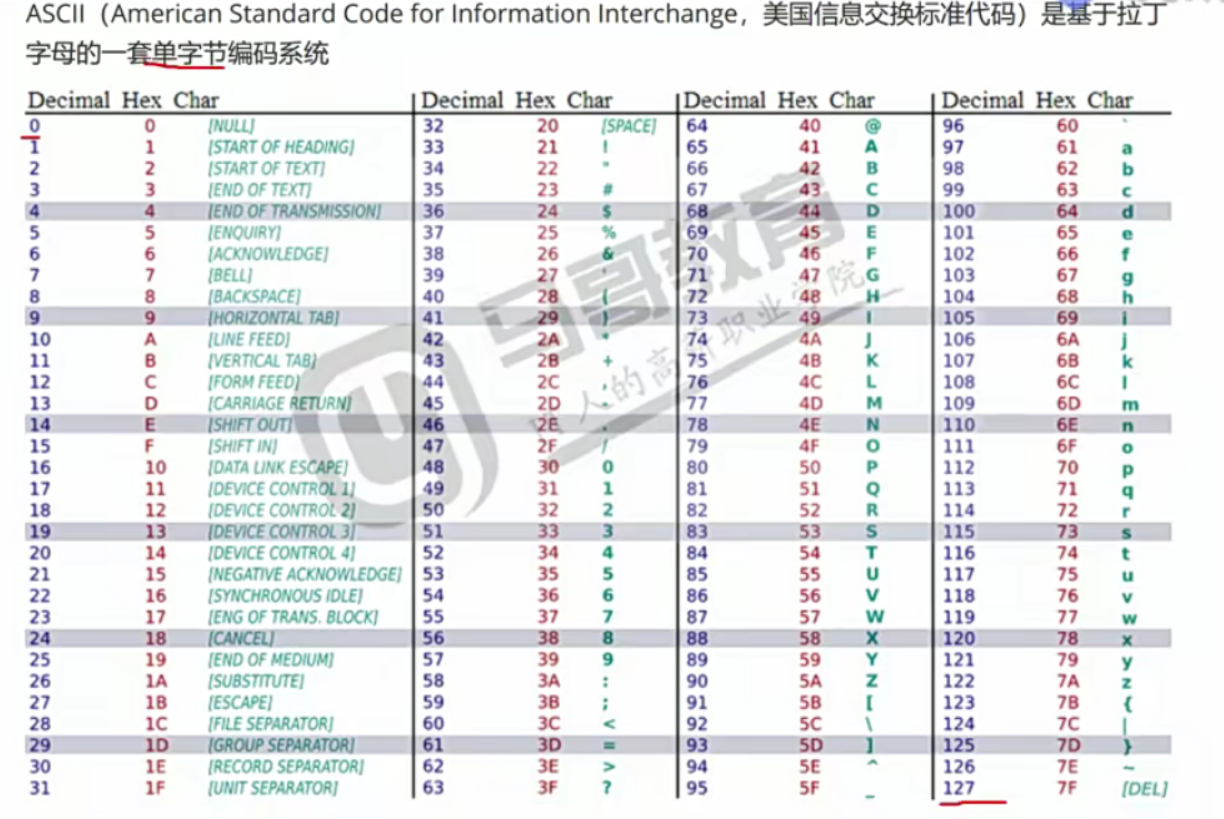 ASCII（American Standard Code for Information Interchange，美国信息交换标准代码）是基于拉丁
字母的一套单字节编码系统
Decimal Hex Char Decimal Hex Char Decimal Hex Char Decimal Hex Char
0 0 [NULL] 32 20 [SPACE] 64 40 @ 96 60 `
1 1 [START OF HEADING] 33 21 ! 65 41 A 97 61 a
2 2 [START OF TEXT] 34 22 " 66 42 B 98 62 b
3 3 [END OF TEXT] 35 23 # 67 43 C 99 63 c
4 4 [END OF TRANSMISSION] 36 24 $ 68 44 D 100 64 d
5 5 [ENQUIRY] 37 25 % 69 45 E 101 65 e
6 6 [ACKNOWLEDGE] 38 26 & 70 46 F 102 66 f
7 7 [BELL] 39 27 ' 71 47 G 103 67 g
8 8 [BACKSPACE] 40 28 ( 72 48 H 104 68 h
9 9 [HORIZONTAL TAB] 41 29 ) 73 49 I 105 69 i
10 A [LINE FEED] 42 2A * 74 4A J 106 6A j
11 B [VERTICAL TAB] 43 2B + 75 4B K 107 6B k
12 C [FORM FEED] 44 2C , 76 4C L 108 6C l
13 D [CARRIAGE RETURN] 45 2D - 77 4D M 109 6D m
14 E [SHIFT OUT] 46 2E . 78 4E N 110 6E n
15 F [SHIFT IN] 47 2F / 79 4F O 111 6F o
16 10 [DATA LINK ESCAPE] 48 30 0 80 50 P 112 70 p
17 11 [DEVICE CONTROL 1] 49 31 1 81 51 Q 113 71 q
18 12 [DEVICE CONTROL 2] 50 32 2 82 52 R 114 72 r
19 13 [DEVICE CONTROL 3] 51 33 3 83 53 S 115 73 s
20 14 [DEVICE CONTROL 4] 52 34 4 84 54 T 116 74 t
21 15 [NEGATIVE ACKNOWLEDGE] 53 35 5 85 55 U 117 75 u
22 16 [SYNCHRONOUS IDLE] 54 36 6 86 56 V 118 76 v
23 17 [ENG OF TRANS. BLOCK] 55 37 7 87 57 W 119 77 w
24 18 [CANCEL] 56 38 8 88 58 X 120 78 x
25 19 [END OF MEDIUM] 57 39 9 89 59 Y 121 79 y
26 1A [SUBSTITUTE] 58 3A : 90 5A Z 122 7A z
27 1B [ESCAPE] 59 3B ; 91 5B [ 123 7B {
28 1C [FILE SEPARATOR] 60 3C < 92 5C \ 124 7C |
29 1D [GROUP SEPARATOR] 61 3D = 93 5D ] 125 7D }
30 1E [RECORD SEPARATOR] 62 3E > 94 5E ^ 126 7E ~
31 1F [UNIT SEPARATOR] 63 3F ? 95 5F _ 127 7F [DEL]
马哥教育
IT人的高薪职业学院